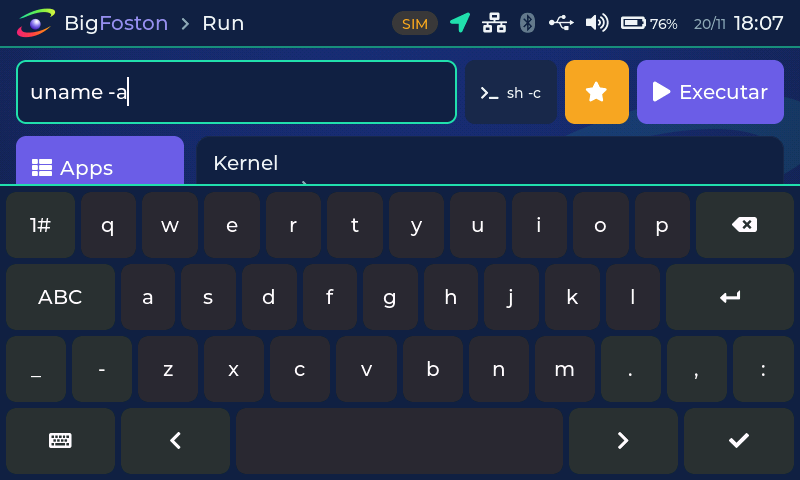 BigFoston > Run SIM 76% 20/11 18:07
uname -a >_ sh -c Executar
Apps Kernel
1# q w e r t y u i o p
ABC a s d f g h j k l
_ - z x c v b n m . , :